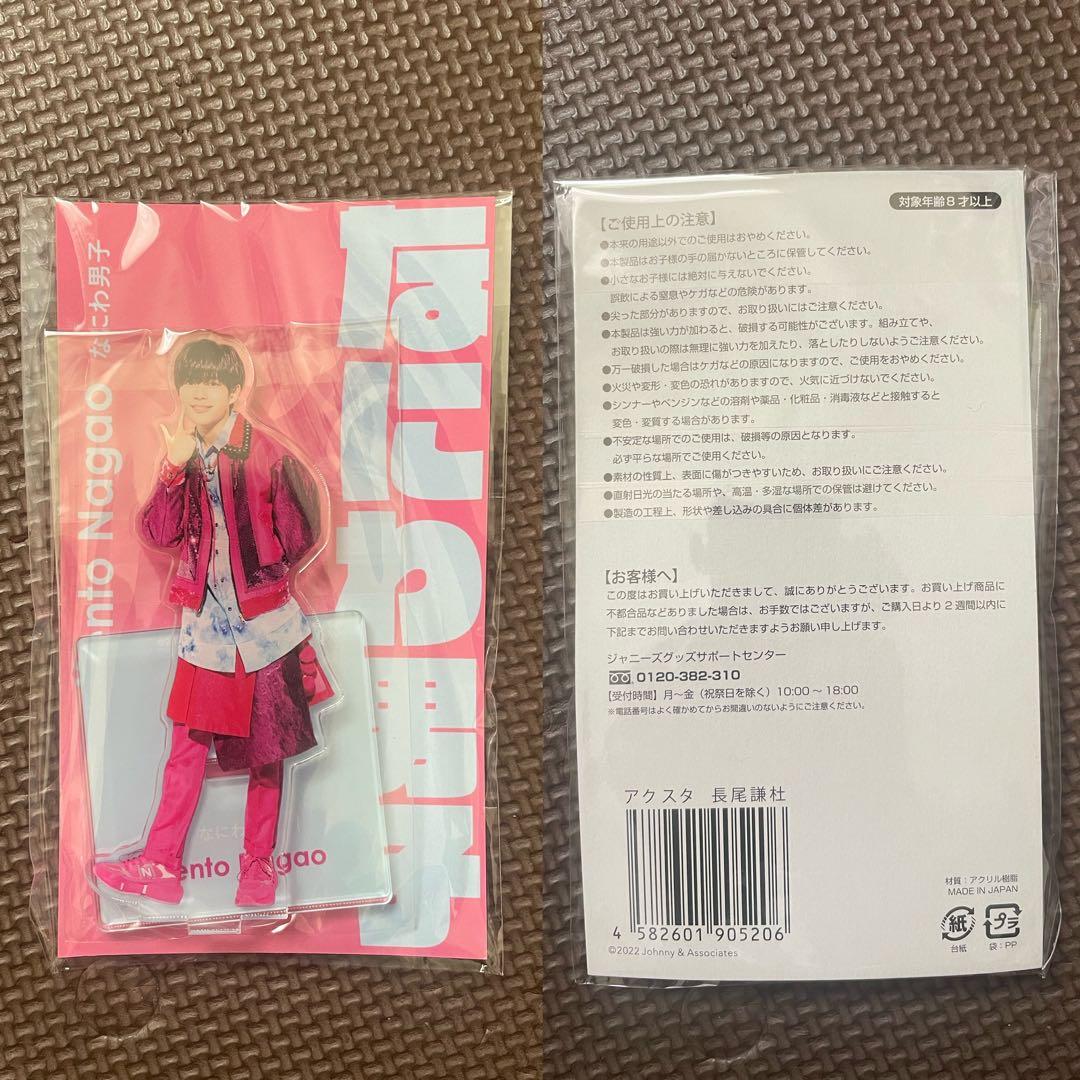 なにわ男子
ento Nagao
なにわ男子
なにわ
ento N gao
対象年齢8才以上
【ご使用上の注意】
●本来の用途以外でのご使用はおやめください。
●本製品はお子様の手の届かないところに保管してください。
●小さなお子様には絶対に与えないでください。
誤飲による窒息やケガなどの危険があります。
●尖った部分がありますので、お取り扱いにはご注意ください。
●本製品は強い力が加わると、破損する可能性がございます。組み立てや、
お取り扱いの際は無理に強い力を加えたり、落としたりしないようご注意ください。
●万一破損した場合はケガなどの原因になりますので、ご使用をおやめください。
●火災や変形・変色の恐れがありますので、火気に近づけないでください。
●シンナーやベンジンなどの溶剤や薬品・化粧品・消毒液などと接触すると
変色・変質する場合があります。
●不安定な場所でのご使用は、破損等の原因となります。
必ず平らな場所でご使用ください。
●素材の性質上、表面に傷がつきやすいため、お取り扱いにご注意ください。
●直射日光の当たる場所や、高温・多湿な場所での保管は避けてください。
●製造の工程上、形状や差し込みの具合に個体差があります。
【お客様へ】
この度はお買い上げいただきまして、誠にありがとうございます。お買い上げ商品に
不都合品などありました場合は、お手数ではございますが、ご購入日より2週間以内に
下記までお問い合わせいただきますようお願い申し上げます。
ジャニーズグッズサポートセンター
0120-382-310
【受付時間】月～金（祝祭日を除く）10:00～18:00
※電話番号はよく確かめてからお間違いのないようにご注意ください。
アクスタ 長尾謙杜
4 582601 905206
©2022 Johnny & Associates
材質：アクリル樹脂
MADE IN JAPAN
紙 プラ
台紙 袋：PP